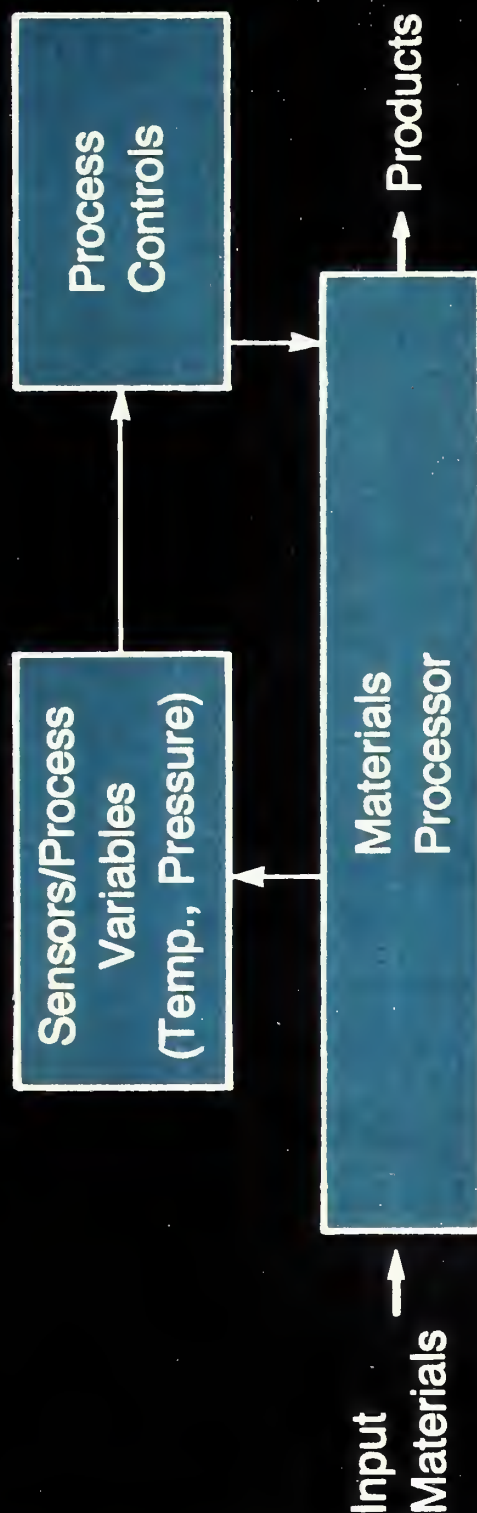 Sensors/Process
Variables
(Temp., Pressure)
Process
Controls
Input
Materials
Materials
Processor
Products